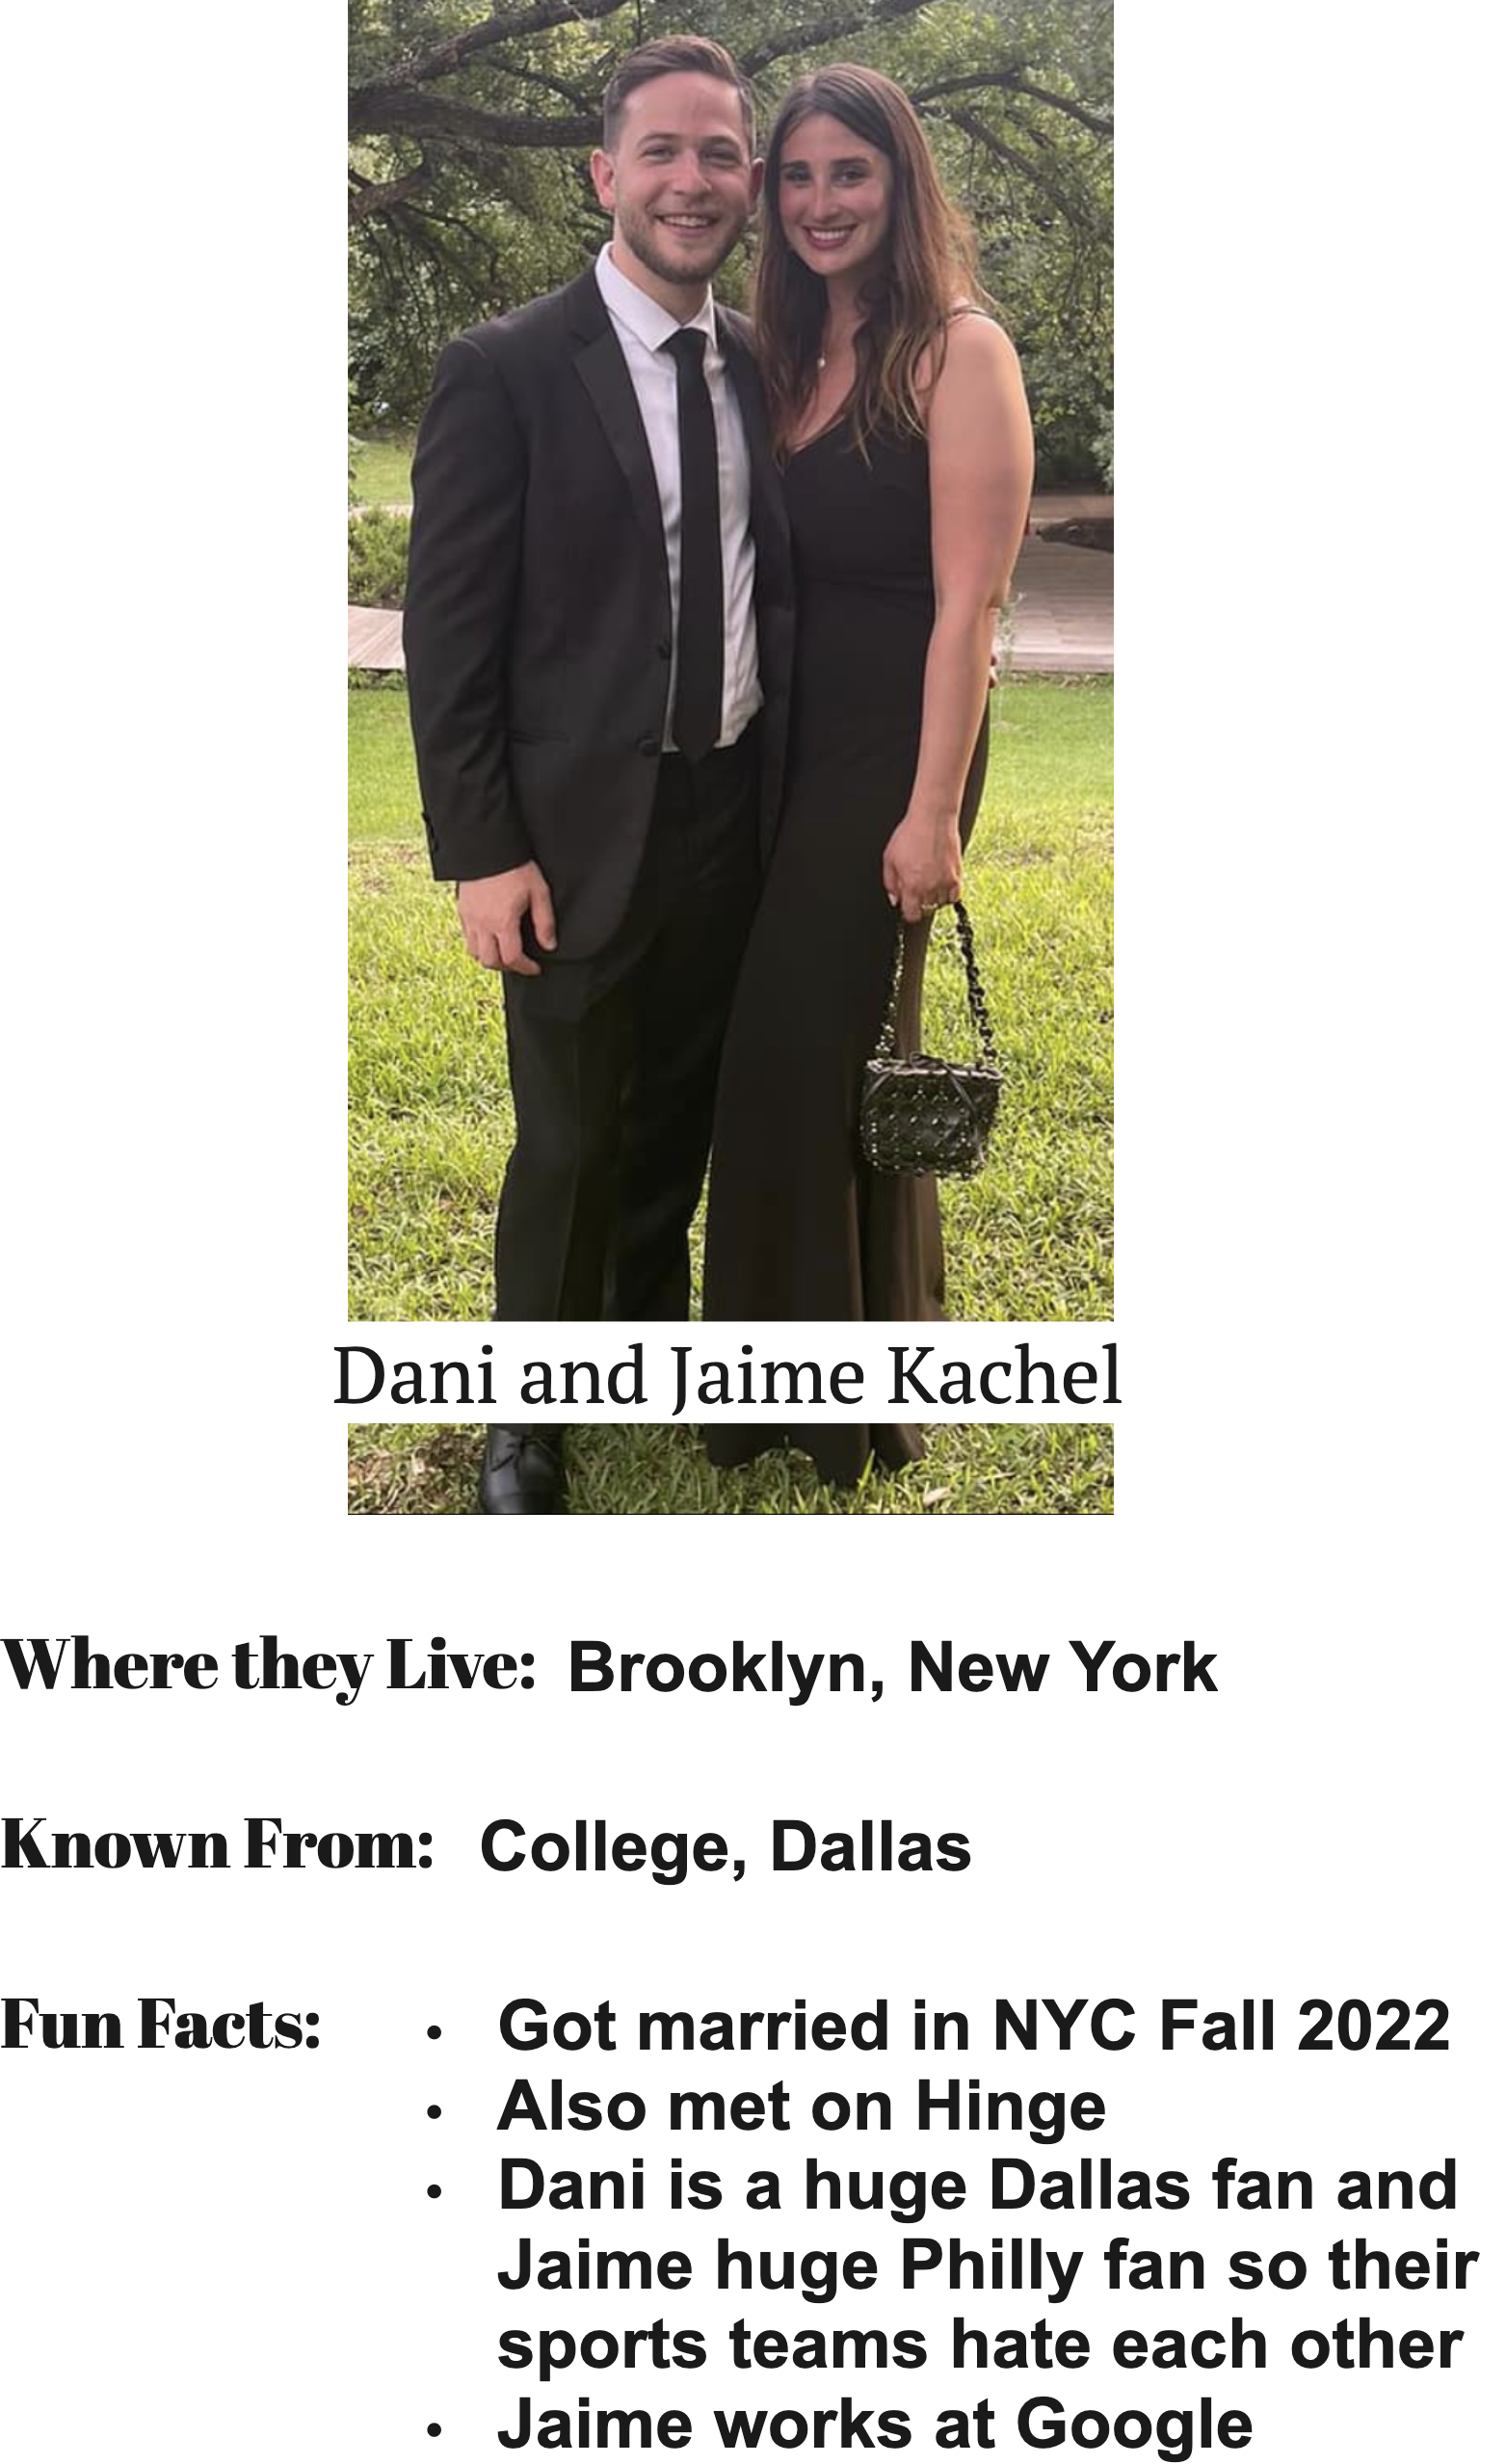 Dani and Jaime Kachel
Where they Live: Brooklyn, New York
Known From: College, Dallas
Fun Facts: • Got married in NYC Fall 2022
• Also met on Hinge
• Dani is a huge Dallas fan and
Jaime huge Philly fan so their
sports teams hate each other
• Jaime works at Google